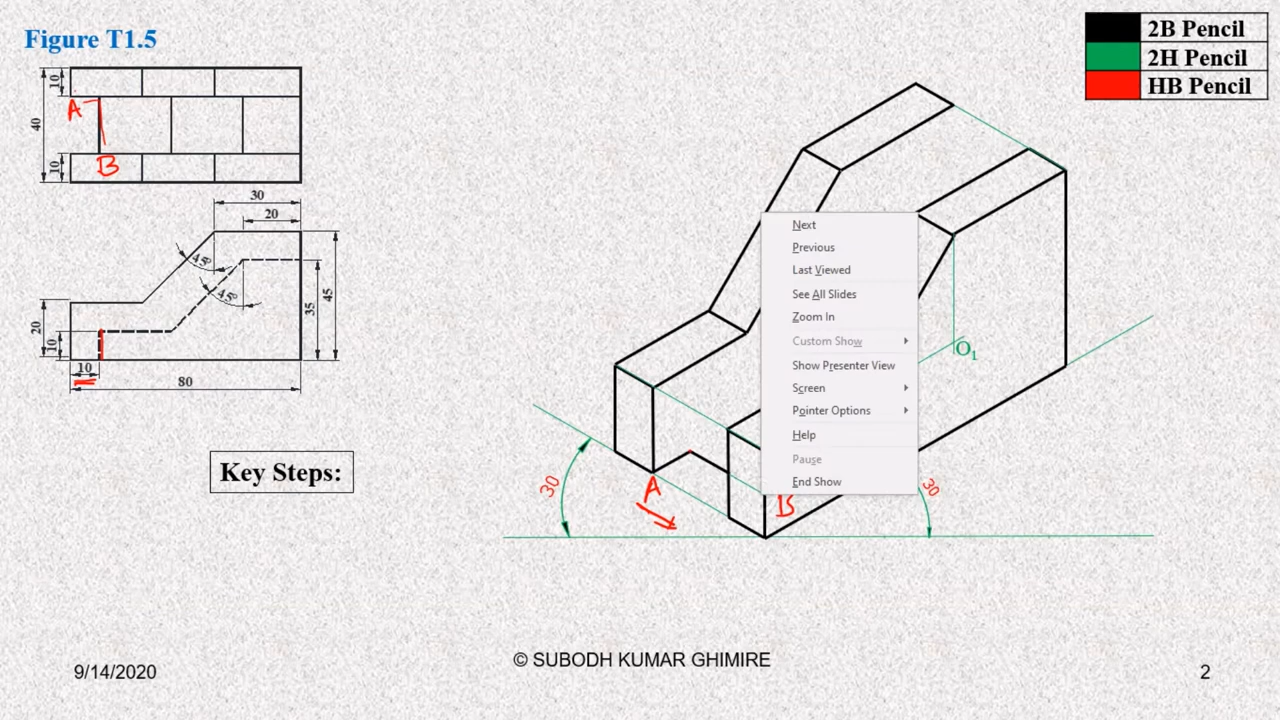 Figure T1.5
2B Pencil
2H Pencil
HB Pencil
10
40
10
A
B
30
20
45°
45°
20
10
35
45
10
80
Key Steps:
Next
Previous
Last Viewed
See All Slides
Zoom In
Custom Show
Show Presenter View
Screen
Pointer Options
Help
Pause
End Show
O1
30
A
B
30
9/14/2020
© SUBODH KUMAR GHIMIRE
2